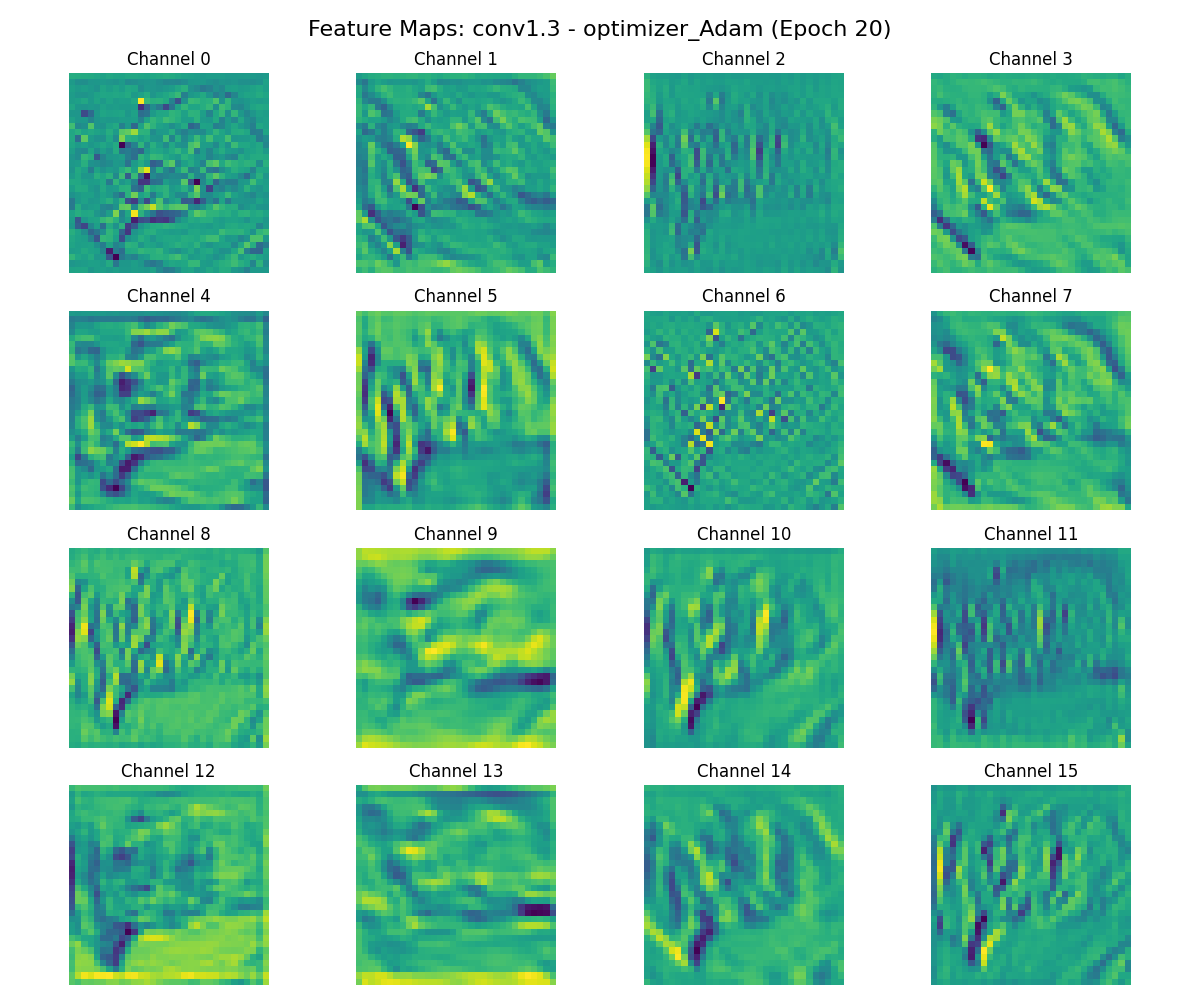 Feature Maps: conv1.3 - optimizer_Adam (Epoch 20)
Channel 0
Channel 1
Channel 2
Channel 3
Channel 4
Channel 5
Channel 6
Channel 7
Channel 8
Channel 9
Channel 10
Channel 11
Channel 12
Channel 13
Channel 14
Channel 15